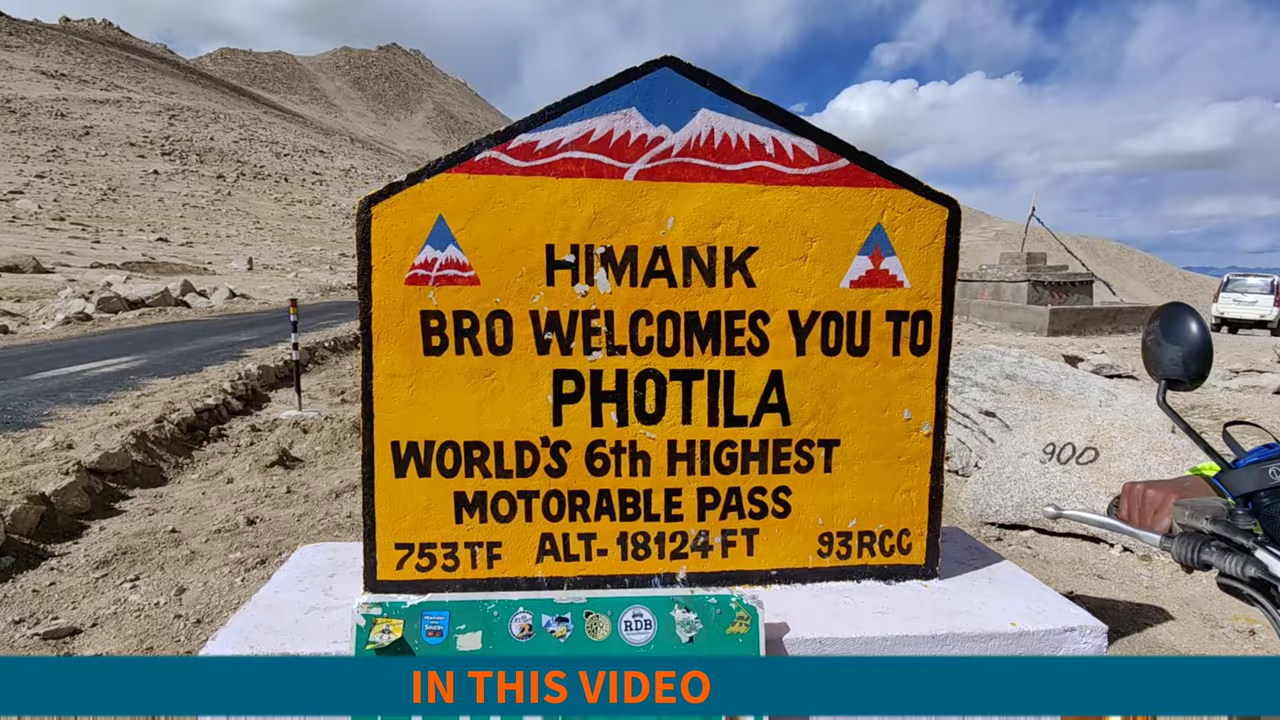 HIMANK
BRO WELCOMES YOU TO
PHOTILA
WORLD'S 6th HIGHEST
MOTORABLE PASS
753TF ALT-18124FT 93RCC
900
RDB
IN THIS VIDEO